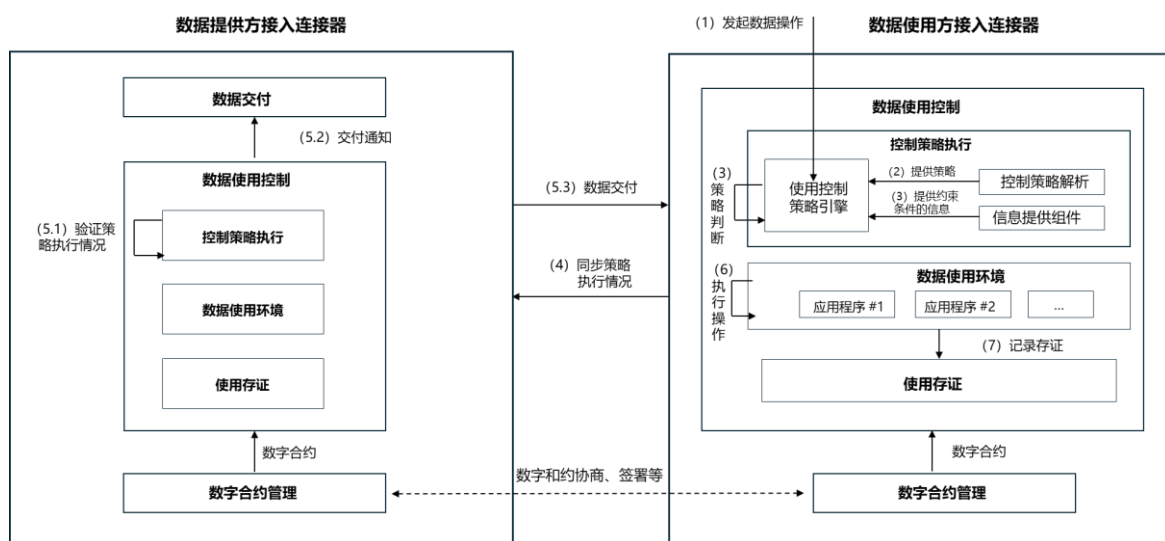 数据提供方接入连接器
数据交付
（5.2）交付通知
数据使用控制
（5.1）验证策
略执行情况
控制策略执行
数据使用环境
使用存证
数字合约
数字合约管理
（5.3）数据交付
（4）同步策略
执行情况
数字和约协商、签署等
（1）发起数据操作
数据使用方接入连接器
数据使用控制
控制策略执行
（3）
策
略
判
断
使用控制
策略引擎
（2）提供策略
控制策略解析
（3）提供约束
条件的信息
信息提供组件
（6）
执
行
操
作
数据使用环境
应用程序 #1
应用程序 #2
...
（7）记录存证
使用存证
数字合约
数字合约管理